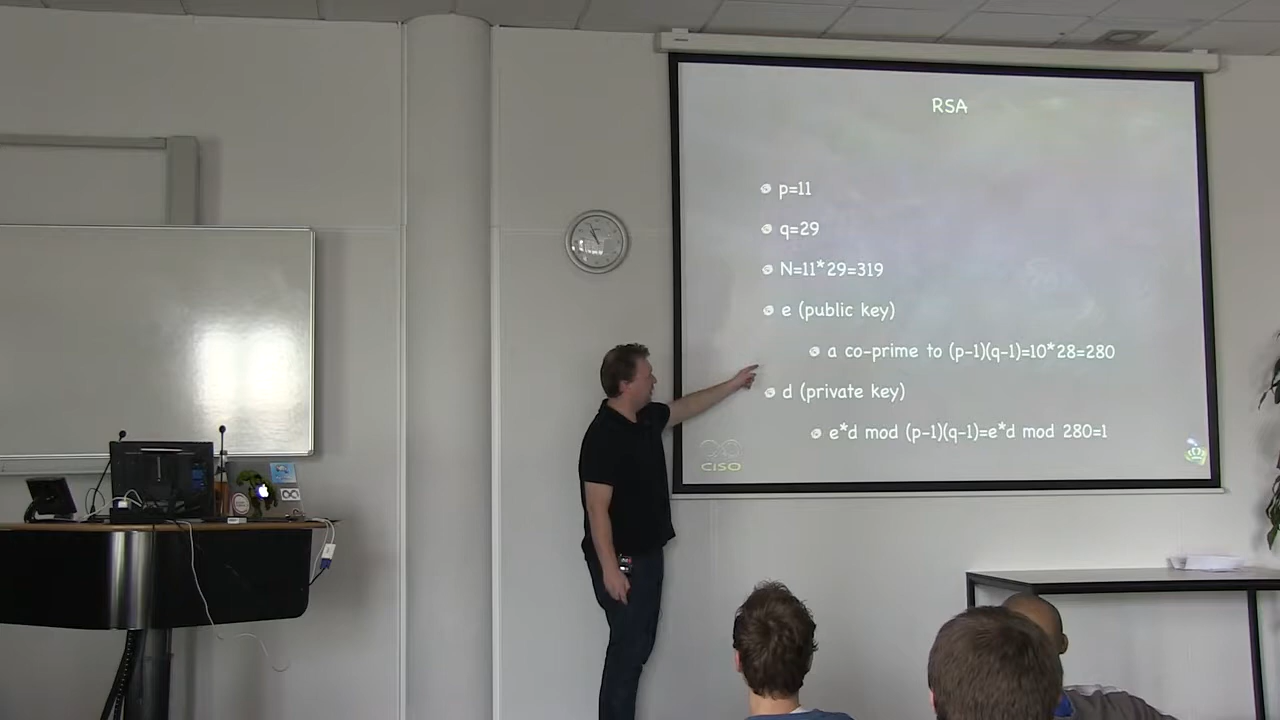 RSA
p=11
q=29
N=11*29=319
e (public key)
a co-prime to (p-1)(q-1)=10*28=280
d (private key)
e*d mod (p-1)(q-1)=e*d mod 280=1
CISO